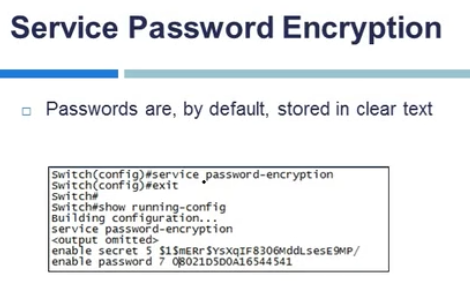 Service Password Encryption
Passwords are, by default, stored in clear text
Switch(config)#service password-encryption
Switch(config)#exit
Switch#
Switch#show running-config
Building configuration...
service password-encryption
<output omitted>
enable secret 5 $1$mERr$YsXqIF8306MddLsesE9MP/
enable password 7 08021D5D0A16544541